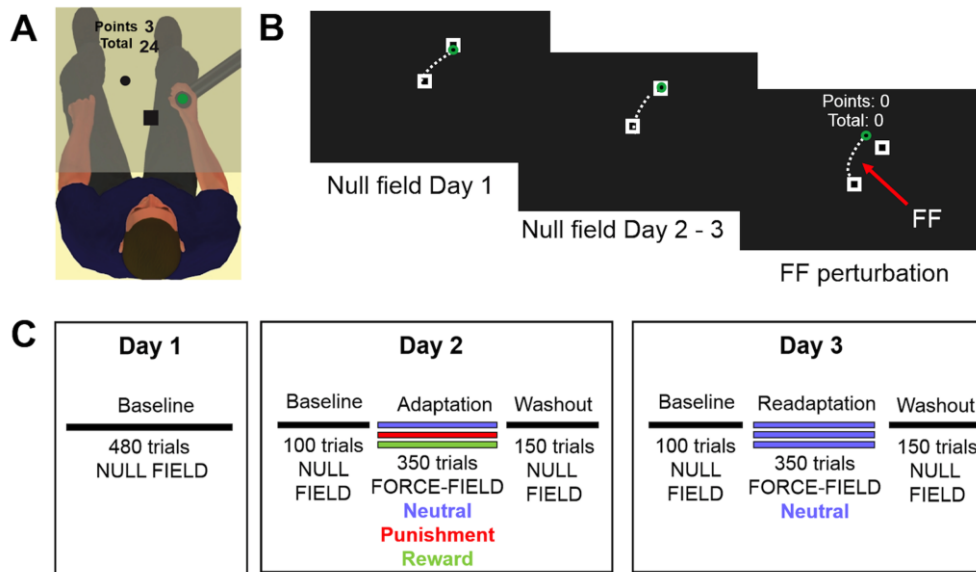 A
Points 3
Total 24
B
Null field Day 1
Null field Day 2 - 3
Points: 0
Total: 0
FF
FF perturbation
C
Day 1
Baseline
480 trials
NULL FIELD
Day 2
Baseline
100 trials
NULL
FIELD
Adaptation
350 trials
FORCE-FIELD
Neutral
Punishment
Reward
Washout
150 trials
NULL
FIELD
Day 3
Baseline
100 trials
NULL
FIELD
Readaptation
350 trials
FORCE-FIELD
Neutral
Washout
150 trials
NULL
FIELD